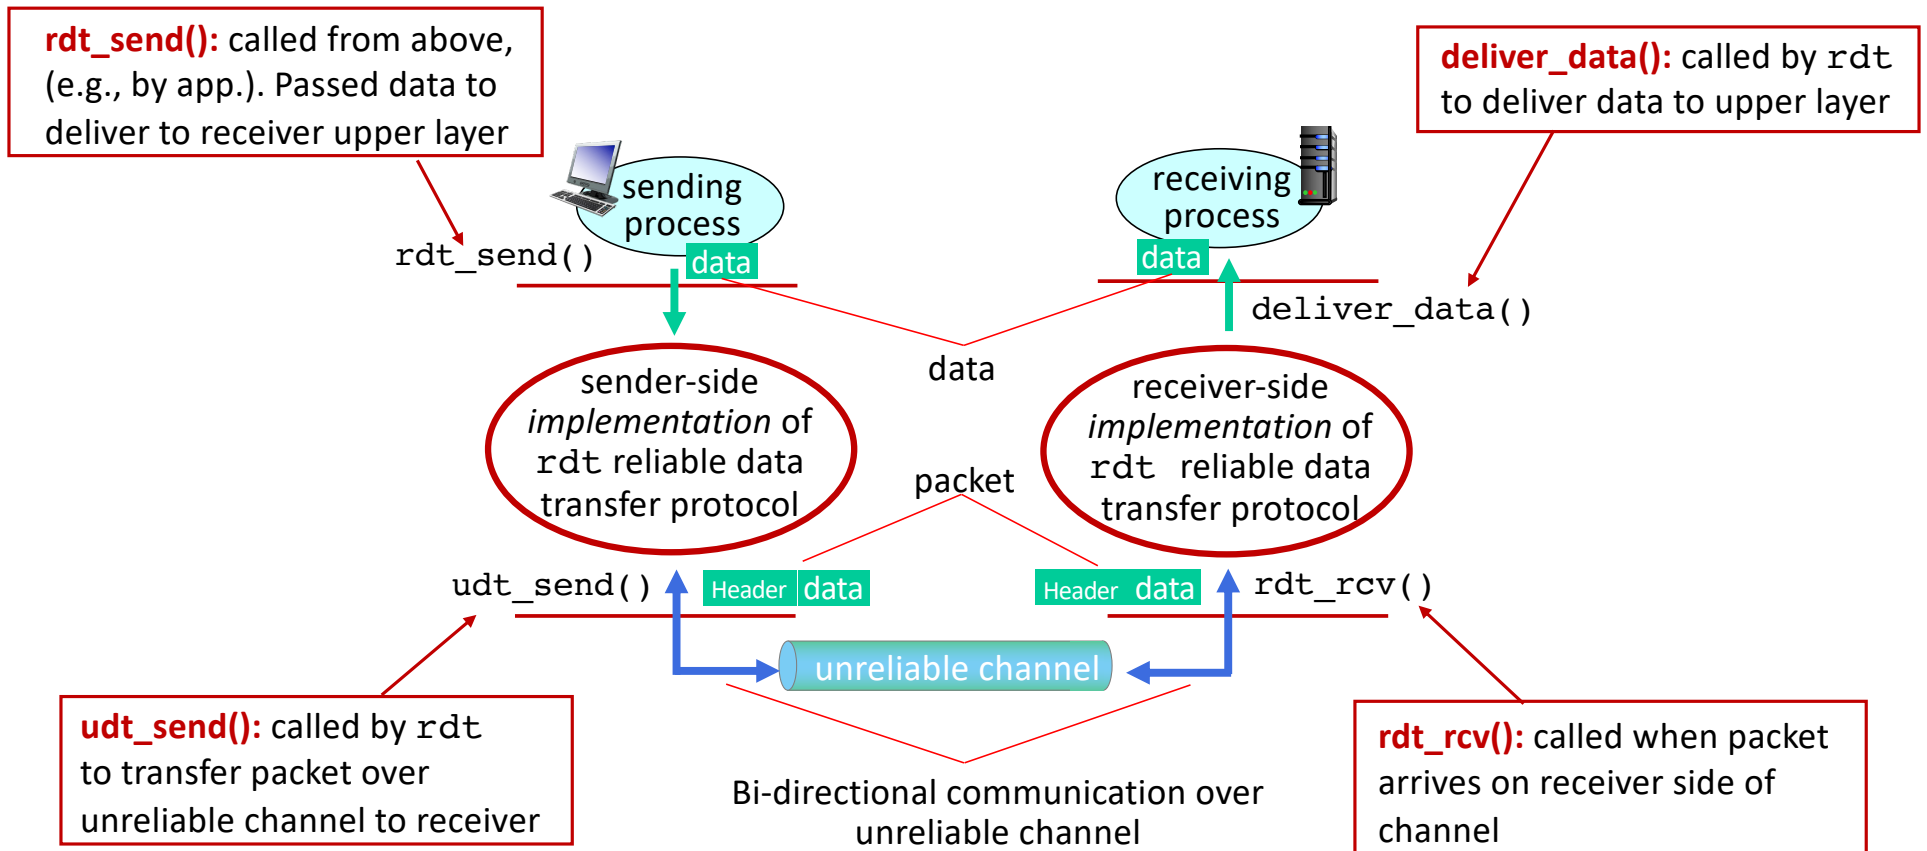 rdt_send(): called from above,
(e.g., by app.). Passed data to
deliver to receiver upper layer
deliver_data(): called by rdt
to deliver data to upper layer
sending
process
receiving
process
rdt_send()
data
data
deliver_data()
data
sender-side
implementation of
rdt reliable data
transfer protocol
receiver-side
implementation of
rdt reliable data
transfer protocol
packet
udt_send()
Header data
Header data
rdt_rcv()
unreliable channel
udt_send(): called by rdt
to transfer packet over
unreliable channel to receiver
Bi-directional communication over
unreliable channel
rdt_rcv(): called when packet
arrives on receiver side of
channel